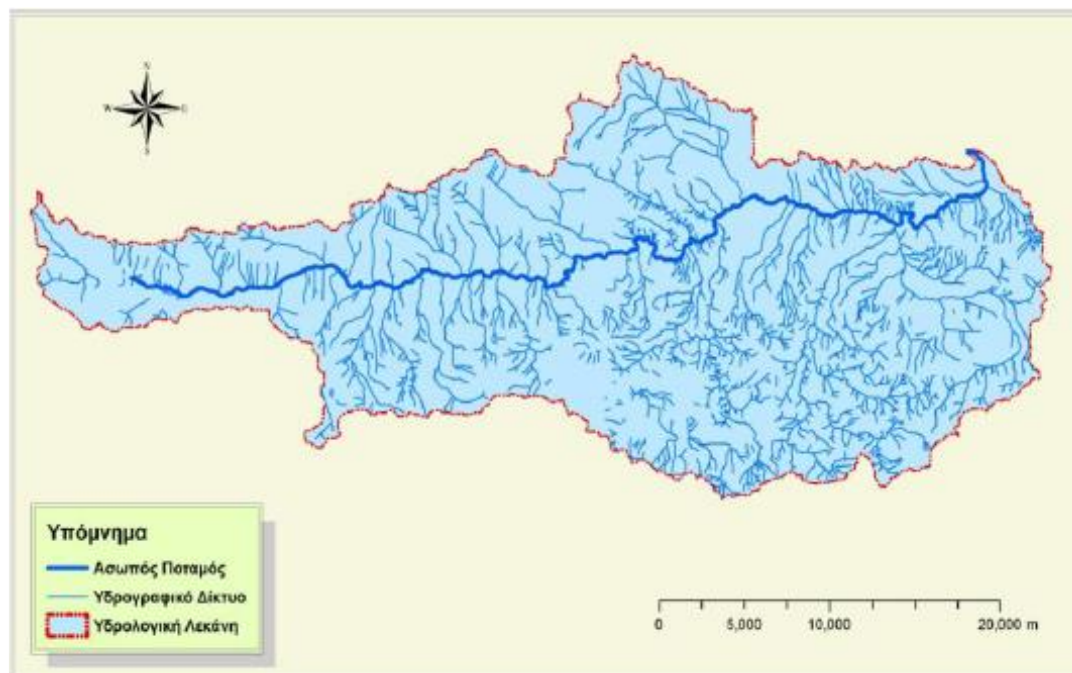 N
W E
S
Υπόμνημα
Ασωπός Ποταμός
Υδρογραφικό Δίκτυο
Υδρολογική Λεκάνη
0 5,000 10,000 20,000 m